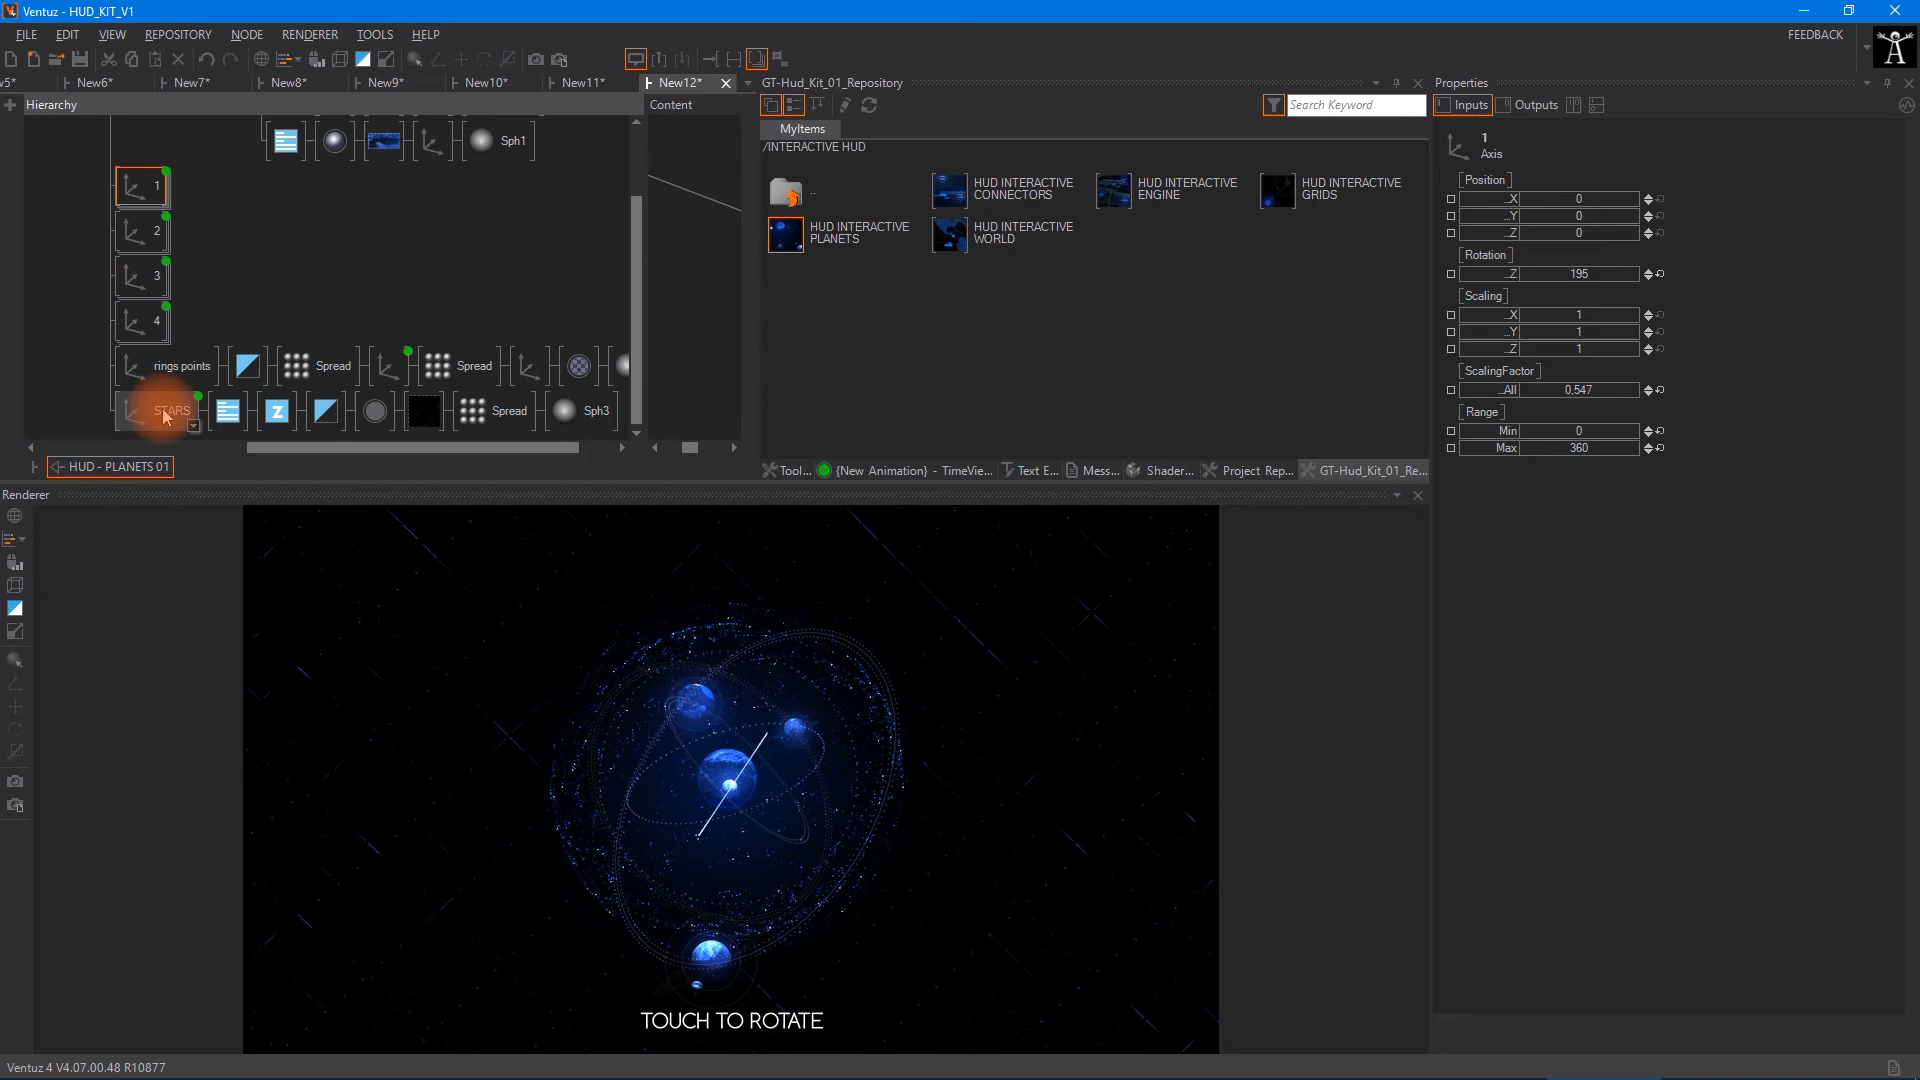 Ventuz - HUD_KIT_V1
FILE EDIT VIEW REPOSITORY NODE RENDERER TOOLS HELP
FEEDBACK
v5* New6* New7* New8* New9* New10* New11* New12*
GT-Hud_Kit_01_Repository
Properties
Hierarchy
Content
Search Keyword
Inputs Outputs
MyItems
/INTERACTIVE HUD
Sph1
1
2
3
4
rings points Spread Spread
STARS Z Spread Sph3
HUD - PLANETS 01
..
HUD INTERACTIVE
CONNECTORS
HUD INTERACTIVE
ENGINE
HUD INTERACTIVE
GRIDS
HUD INTERACTIVE
PLANETS
HUD INTERACTIVE
WORLD
1
Axis
Position
..X 0
..Y 0
..Z 0
Rotation
..Z 195
Scaling
..X 1
..Y 1
..Z 1
ScalingFactor
..All 0,547
Range
Min 0
Max 360
Tool... {New Animation} - TimeVie... Text E... Mess... Shader... Project Rep... GT-Hud_Kit_01_Re...
Renderer
TOUCH TO ROTATE
Ventuz 4 V4.07.00.48 R10877